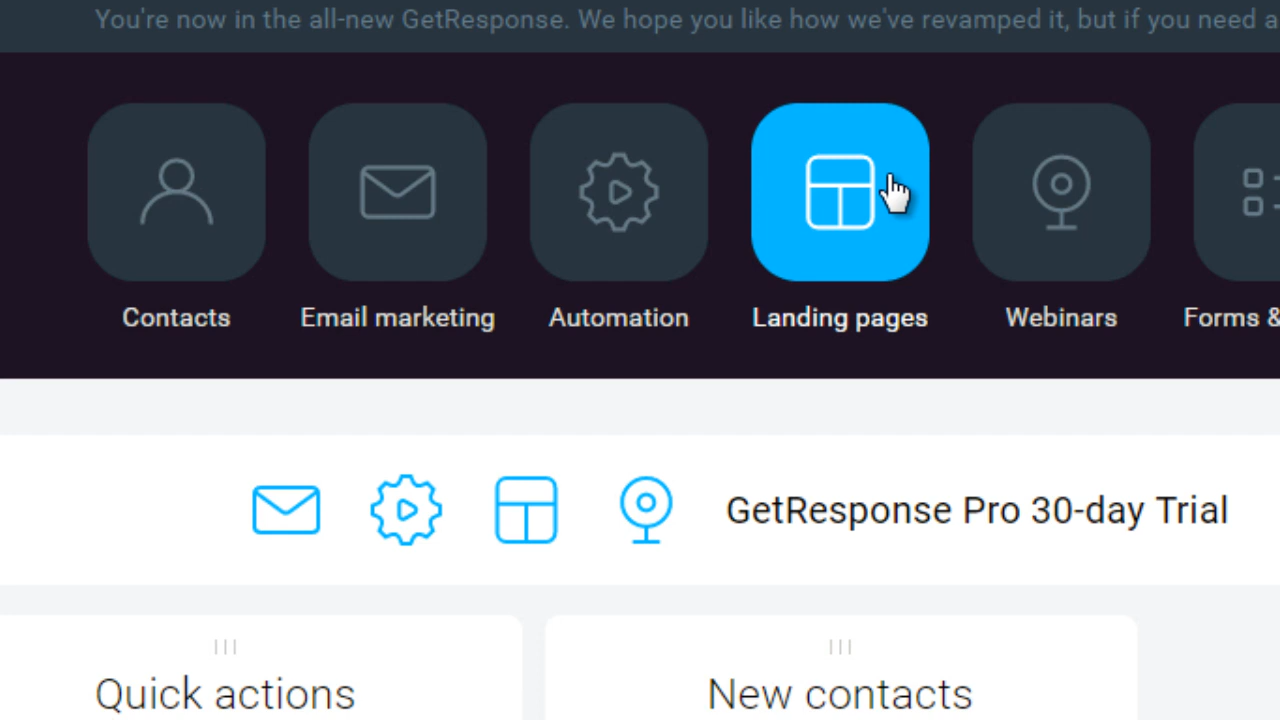 You're now in the all-new GetResponse. We hope you like how we've revamped it, but if you need a
Contacts Email marketing Automation Landing pages Webinars Forms &
GetResponse Pro 30-day Trial
Quick actions New contacts